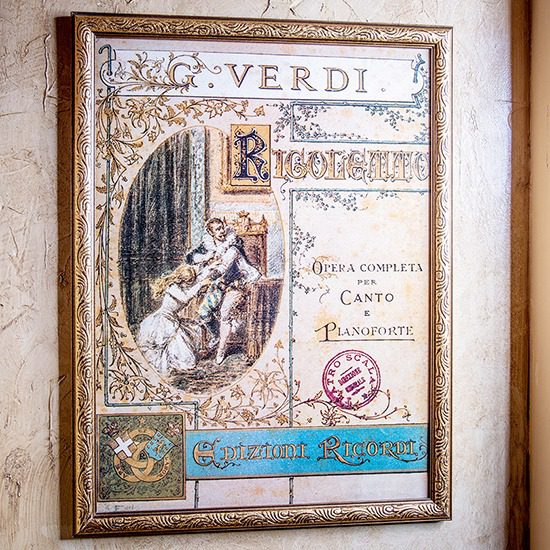 G. VERDI.
RIGOLETTO
OPERA COMPLETA
PER
CANTO
E
PIANOFORTE
EDIZIONI RICORDI